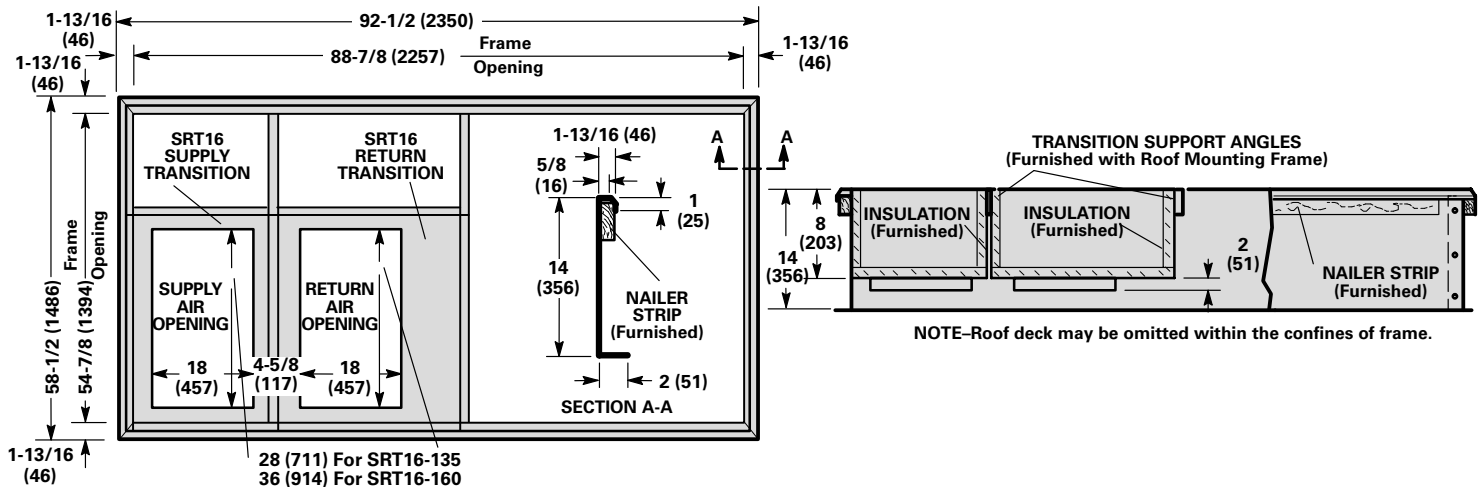 1-13/16
(46)
92-1/2 (2350)
88-7/8 (2257)
Frame
Opening
1-13/16
(46)
1-13/16
(46)
58-1/2 (1486)
54-7/8 (1394)
Frame
Opening
SRT16
SUPPLY
TRANSITION
SRT16
RETURN
TRANSITION
SUPPLY
AIR
OPENING
RETURN
AIR
OPENING
18
(457)
4-5/8
(117)
18
(457)
1-13/16
(46)
28 (711) For SRT16-135
36 (914) For SRT16-160
1-13/16 (46)
5/8
(16)
1
(25)
14
(356)
NAILER
STRIP
(Furnished)
2 (51)
SECTION A-A
A
A
TRANSITION SUPPORT ANGLES
(Furnished with Roof Mounting Frame)
INSULATION
(Furnished)
INSULATION
(Furnished)
8
(203)
14
(356)
2
(51)
NAILER STRIP
(Furnished)
NOTE–Roof deck may be omitted within the confines of frame.